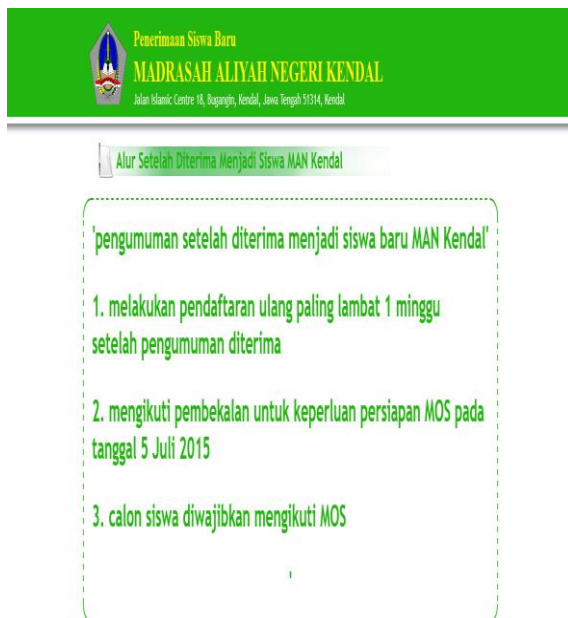 Penerimaan Siswa Baru
MADRASAH ALIYAH NEGERI KENDAL
Jalan Islamic Centre 18, Bugangin, Kendal, Jawa Tengah 51314, Kendal
Alur Setelah Diterima Menjadi Siswa MAN Kendal
'pengumuman setelah diterima menjadi siswa baru MAN Kendal'
1. melakukan pendaftaran ulang paling lambat 1 minggu
setelah pengumuman diterima
2. mengikuti pembekalan untuk keperluan persiapan MOS pada
tanggal 5 Juli 2015
3. calon siswa diwajibkan mengikuti MOS
'